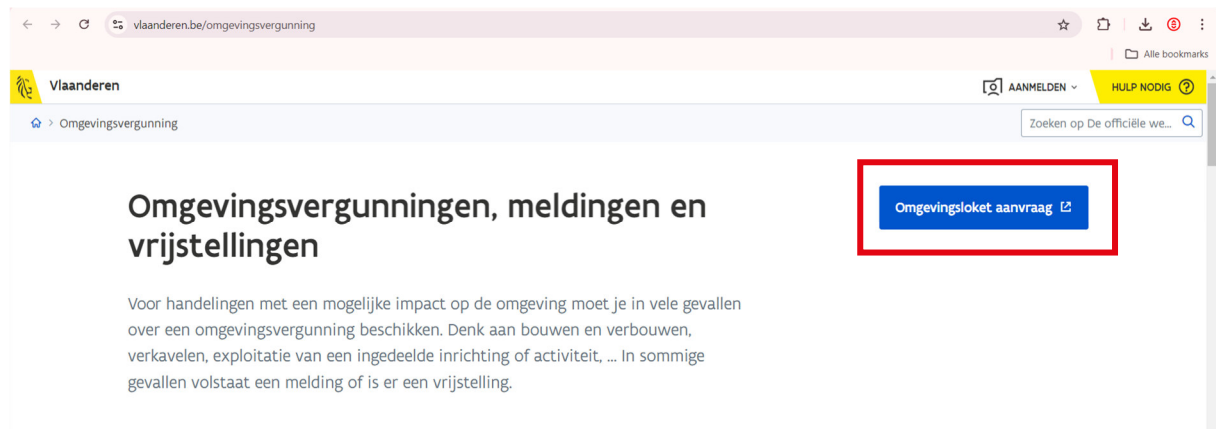 vlaanderen.be/omgevingsvergunning
Alle bookmarks
Vlaanderen
AANMELDEN
HULP NODIG
Omgevingsvergunning
Zoeken op De officiële we...
Omgevingsvergunningen, meldingen en
vrijstellingen
Omgevingsloket aanvraag
Voor handelingen met een mogelijke impact op de omgeving moet je in vele gevallen
over een omgevingsvergunning beschikken. Denk aan bouwen en verbouwen,
verkavelen, exploitatie van een ingedeelde inrichting of activiteit, ... In sommige
gevallen volstaat een melding of is er een vrijstelling.